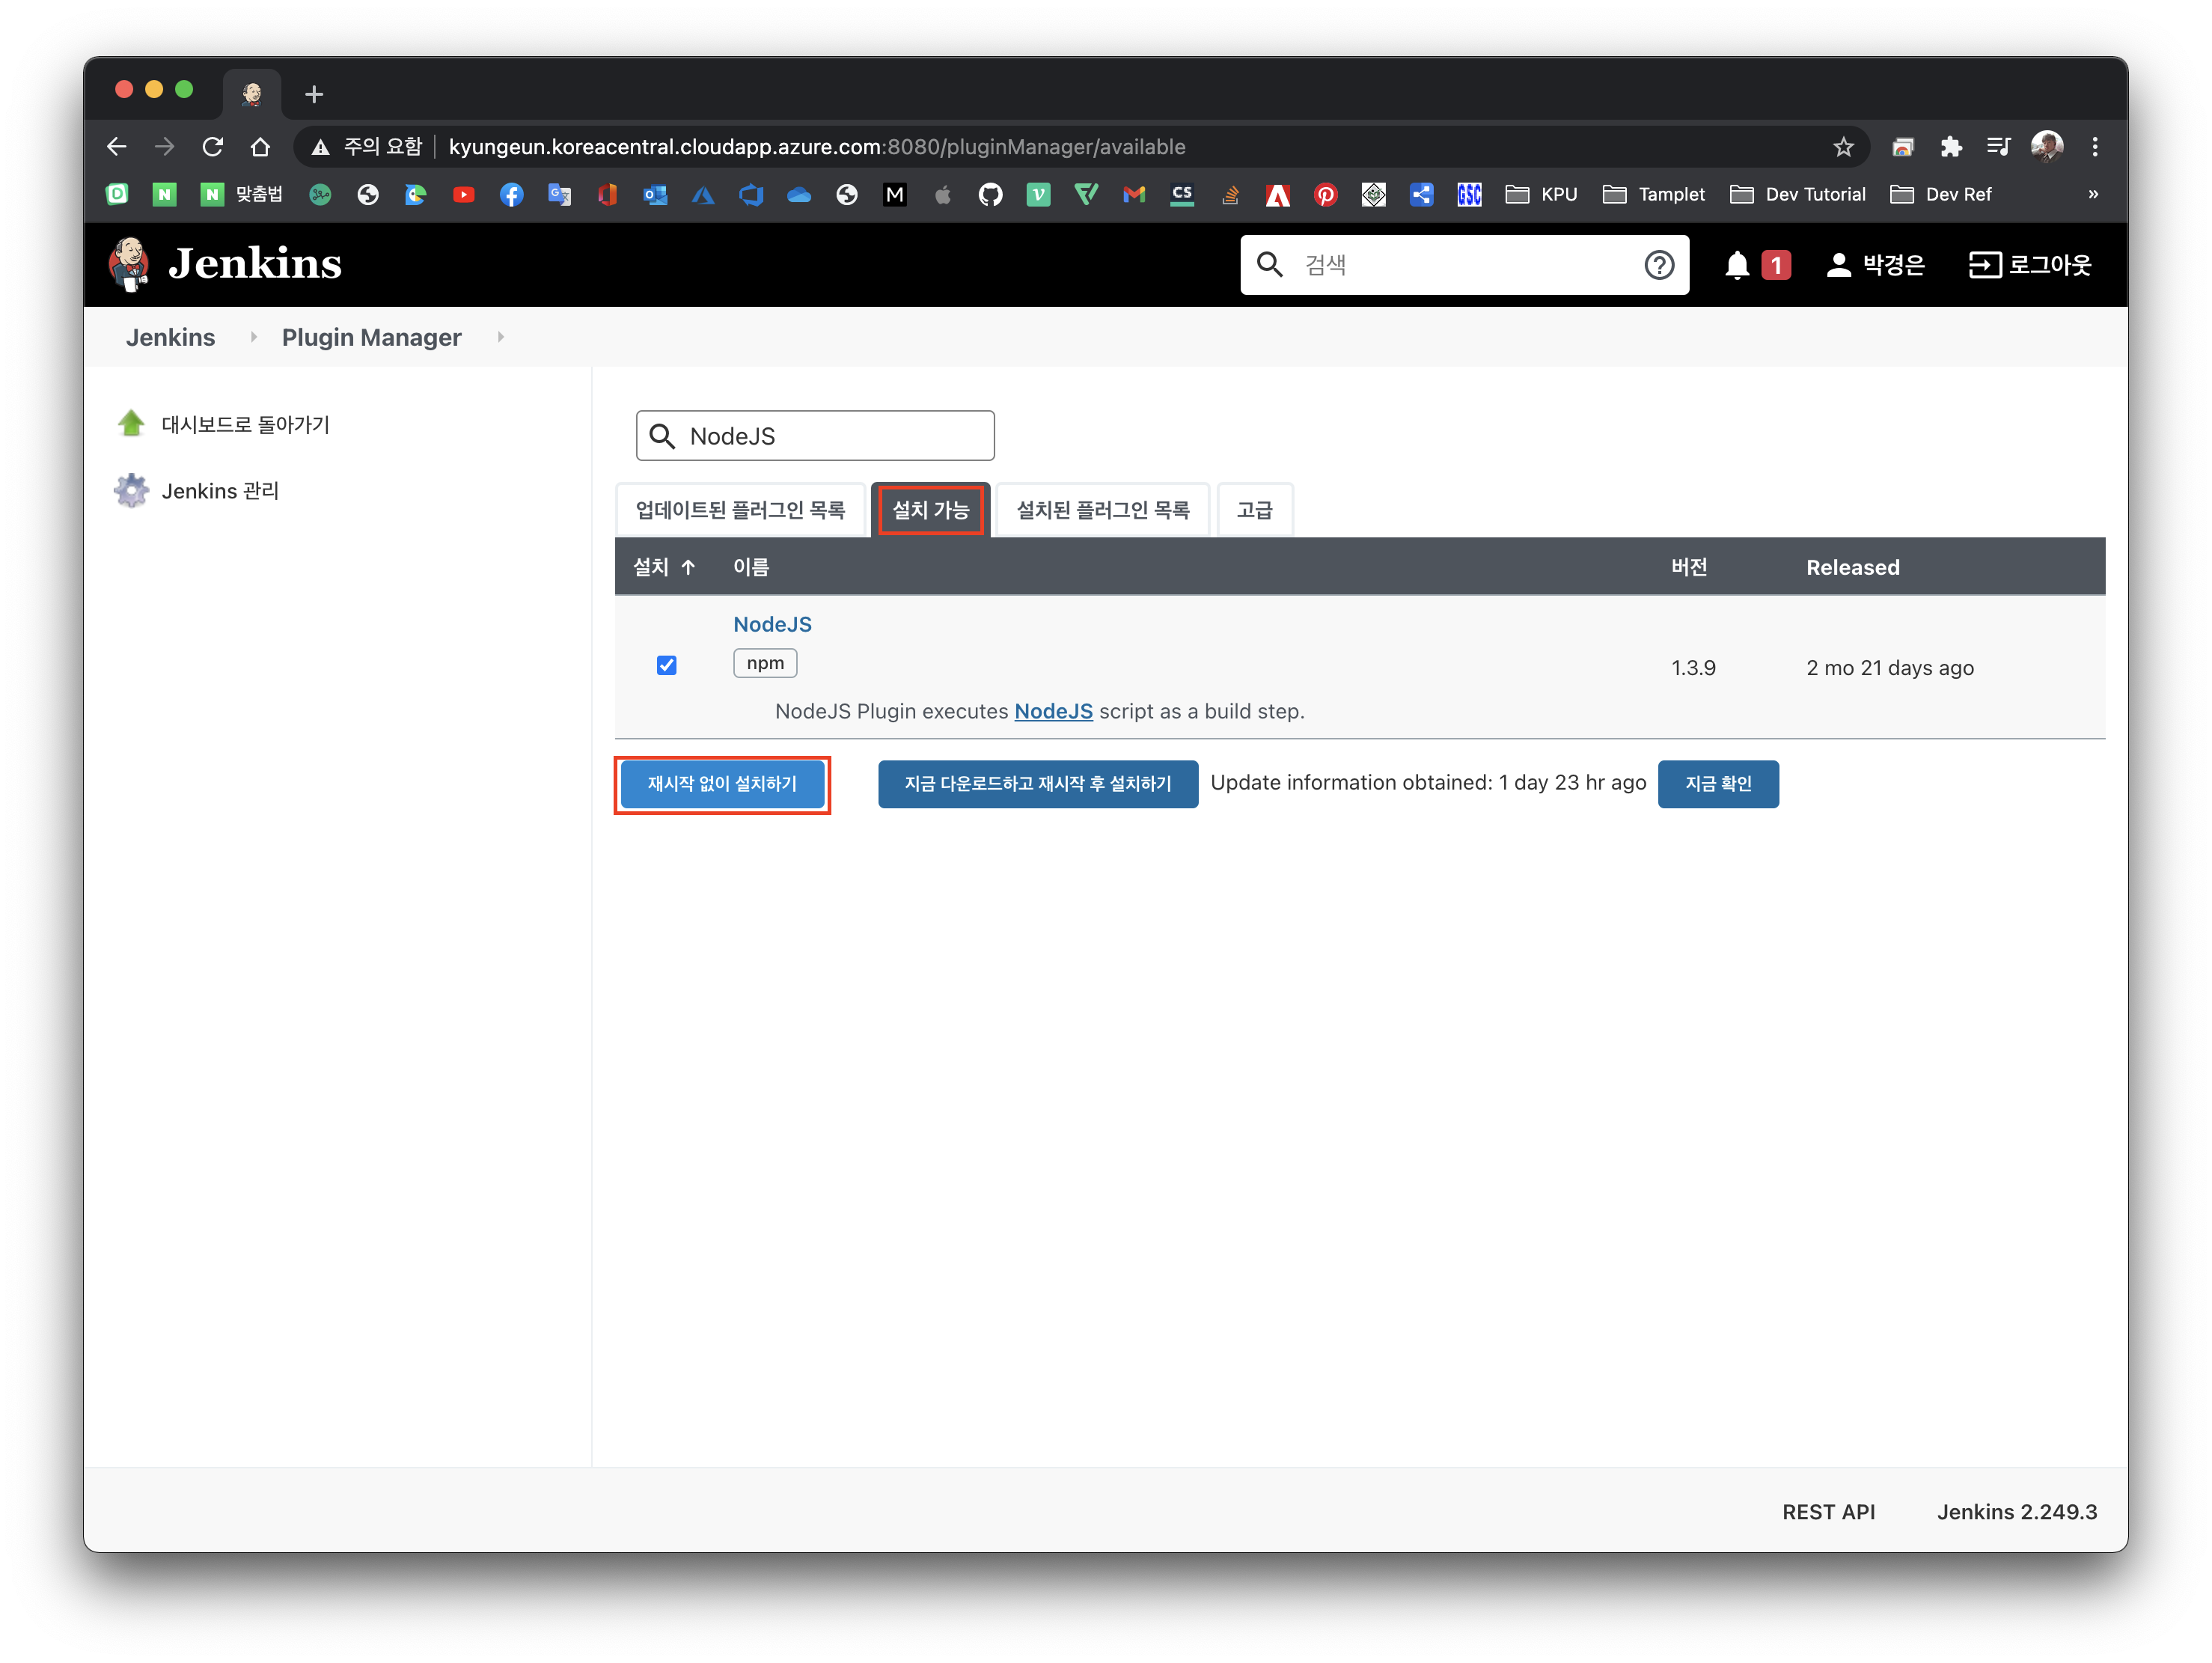 주의 요함 kyungeun.koreacentral.cloudapp.azure.com:8080/pluginManager/available
맞춤법 KPU Tamplet Dev Tutorial Dev Ref »
Jenkins 검색 1 박경은 로그아웃
Jenkins Plugin Manager
대시보드로 돌아가기
Jenkins 관리
NodeJS
업데이트된 플러그인 목록 설치 가능 설치된 플러그인 목록 고급
설치 ↑ 이름 버전 Released
NodeJS
npm
1.3.9 2 mo 21 days ago
NodeJS Plugin executes NodeJS script as a build step.
재시작 없이 설치하기 지금 다운로드하고 재시작 후 설치하기 Update information obtained: 1 day 23 hr ago 지금 확인
REST API Jenkins 2.249.3